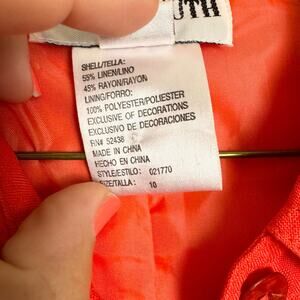 UTH
SHELL/TELLA:
55% LINEN/LINO
45% RAYON/RAYON
LINING/FORRO:
100% POLYESTER/POLIESTER
EXCLUSIVE OF DECORATIONS
EXCLUSIVO DE DECORACIONES
RN# 52438
MADE IN CHINA
HECHO EN CHINA
STYLE/ESTILO: 021770
SIZE/TALLA: 10